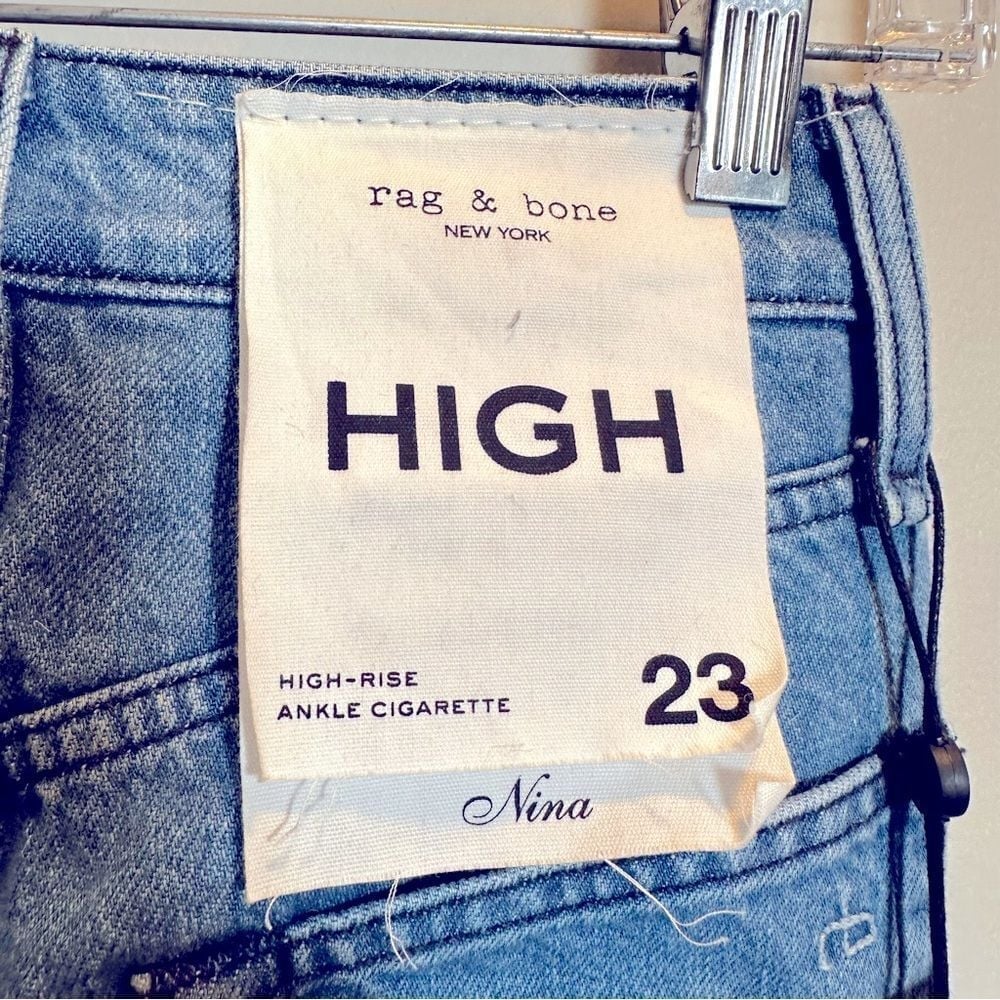 rag & bone
NEW YORK
HIGH
HIGH-RISE
ANKLE CIGARETTE
23
Nina